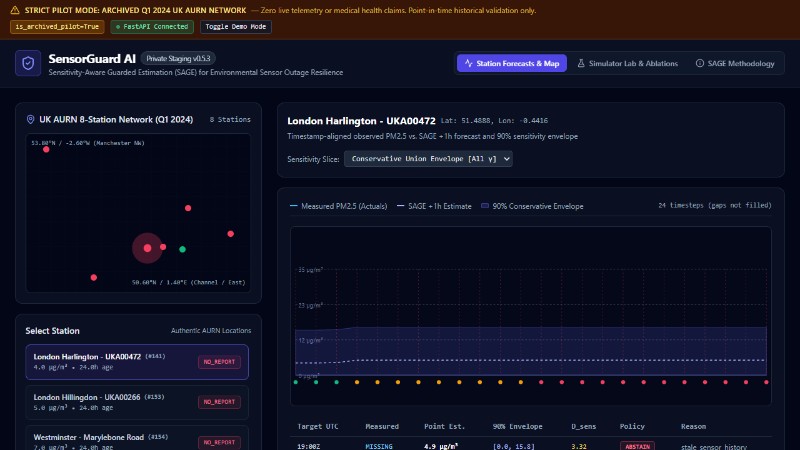 STRICT PILOT MODE: ARCHIVED Q1 2024 UK AURN NETWORK — Zero live telemetry or medical health claims. Point-in-time historical validation only.
is_archived_pilot=True
FastAPI Connected
Toggle Demo Mode
SensorGuard AI
Private Staging v0.5.3
Sensitivity-Aware Guarded Estimation (SAGE) for Environmental Sensor Outage Resilience
Station Forecasts & Map
Simulator Lab & Ablations
SAGE Methodology
UK AURN 8-Station Network (Q1 2024)
8 Stations
53.80°N / -2.60°W (Manchester NW)
50.60°N / 1.40°E (Channel / East)
Select Station
Authentic AURN Locations
London Harlington - UKA00472 (#141)
4.0 μg/m³ • 24.0h age
NO_REPORT
London Hillingdon - UKA00266 (#153)
5.0 μg/m³ • 24.0h age
NO_REPORT
Westminster - Marylebone Road (#154)
7.0 μg/m³ • 24.0h age
NO_REPORT
London Harlington - UKA00472 Lat: 51.4888, Lon: -0.4416
Timestamp-aligned observed PM2.5 vs. SAGE +1h forecast and 90% sensitivity envelope
Sensitivity Slice:
Conservative Union Envelope [All γ]
Measured PM2.5 (Actuals)
SAGE +1h Estimate
90% Conservative Envelope
24 timesteps (gaps not filled)
35 μg/m³
23 μg/m³
12 μg/m³
0 μg/m³
Target UTC
Measured
Point Est.
90% Envelope
D_sens
Policy
Reason
19:00Z
MISSING
4.9 μg/m³
[0.0, 15.8]
3.32
ABSTAIN
stale_sensor_history